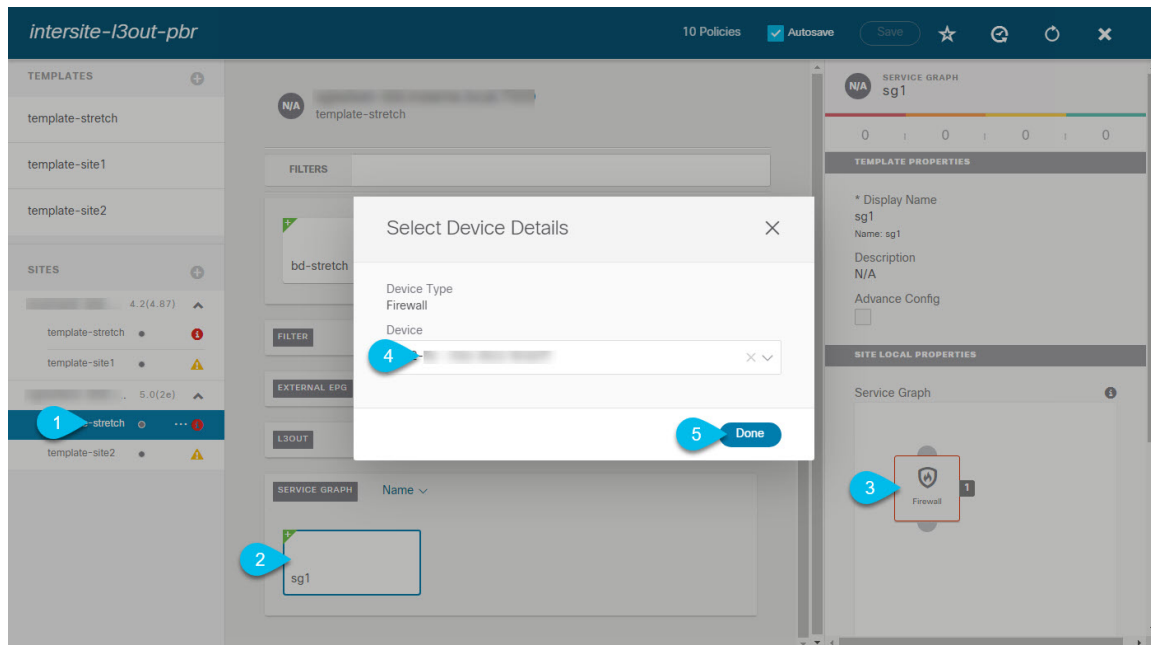 intersite-l3out-pbr
10 Policies
Autosave
Save
TEMPLATES
template-stretch
template-site1
template-site2
SITES
4.2(4.87)
template-stretch
template-site1
5.0(2e)
1
e-stretch
template-site2
N/A
template-stretch
FILTERS
bd-stretch
FILTER
EXTERNAL EPG
L3OUT
SERVICE GRAPH
Name
2
sg1
Select Device Details
Device Type
Firewall
Device
4
5
Done
N/A
SERVICE GRAPH
sg1
0 0 0 0
TEMPLATE PROPERTIES
* Display Name
sg1
Name: sg1
Description
N/A
Advance Config
SITE LOCAL PROPERTIES
Service Graph
3
Firewall
1